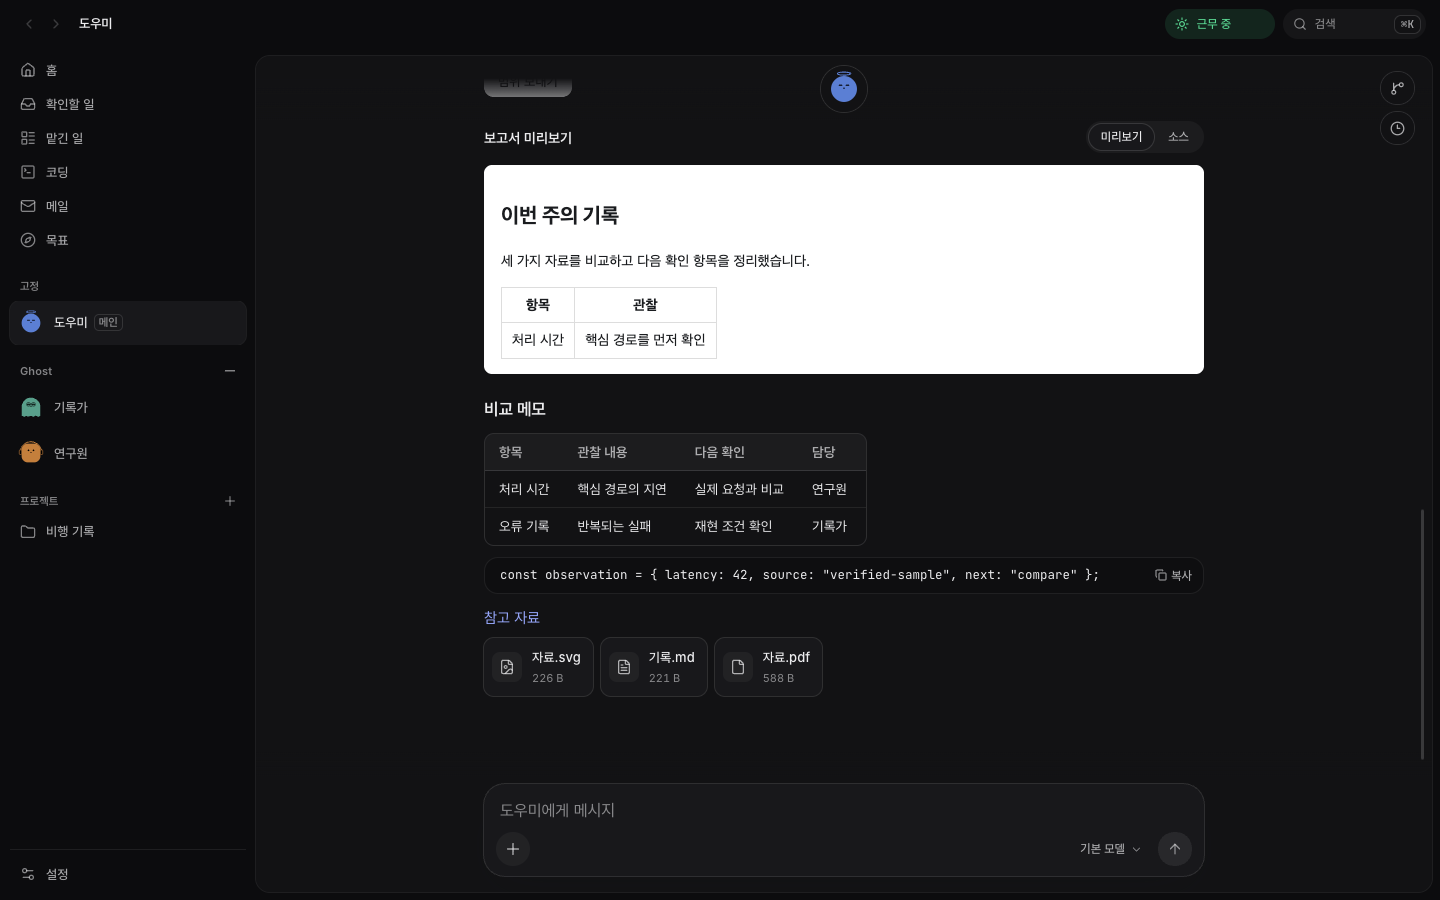 도우미
근무 중
검색
⌘K
홈
확인할 일
맡긴 일
코딩
메일
목표
고정
도우미 메인
Ghost
기록가
연구원
프로젝트
비행 기록
설정
보고서 미리보기
미리보기 소스
이번 주의 기록
세 가지 자료를 비교하고 다음 확인 항목을 정리했습니다.
항목 관찰
처리 시간 핵심 경로를 먼저 확인
비교 메모
항목 관찰 내용 다음 확인 담당
처리 시간 핵심 경로의 지연 실제 요청과 비교 연구원
오류 기록 반복되는 실패 재현 조건 확인 기록가
const observation = { latency: 42, source: "verified-sample", next: "compare" };
복사
참고 자료
자료.svg
226 B
기록.md
221 B
자료.pdf
588 B
도우미에게 메시지
기본 모델